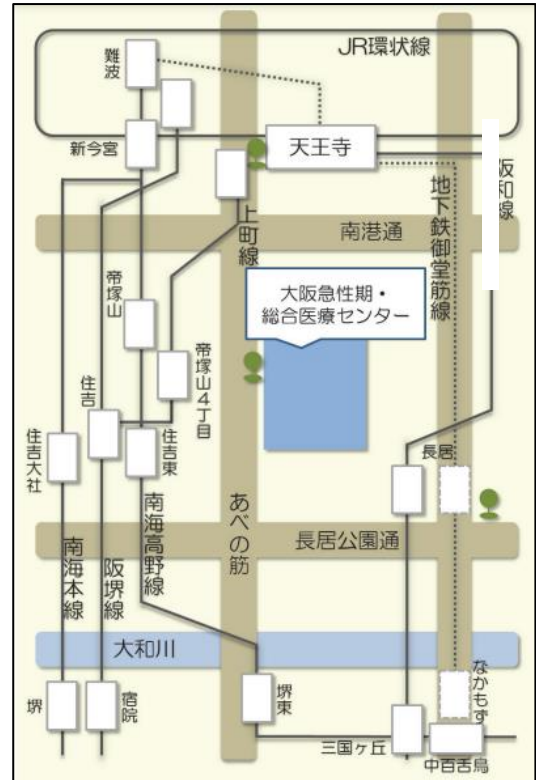 JR環状線
難波
新今宮
天王寺
阪和線
地下鉄御堂筋線
上町線
南港通
大阪急性期・
総合医療センター
帝塚山
帝塚山4丁目
住吉
住吉大社
住吉東
長居
南海本線
阪堺線
南海高野線
あべの筋
長居公園通
大和川
堺
宿院
堺東
三国ヶ丘
なかもず
中百舌鳥